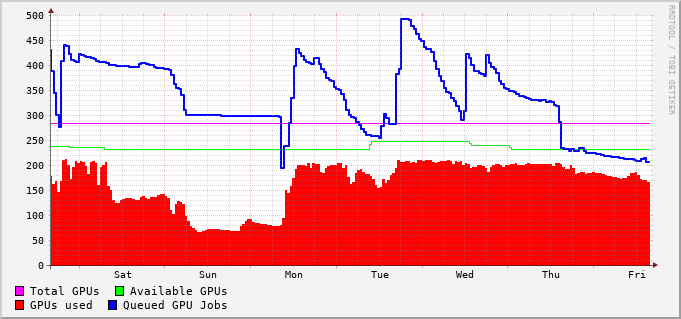 500
450
400
350
300
250
200
150
100
50
0
Sat Sun Mon Tue Wed Thu Fri
Total GPUs Available GPUs
GPUs used Queued GPU Jobs
RRDTOOL / TOBI OETIKER